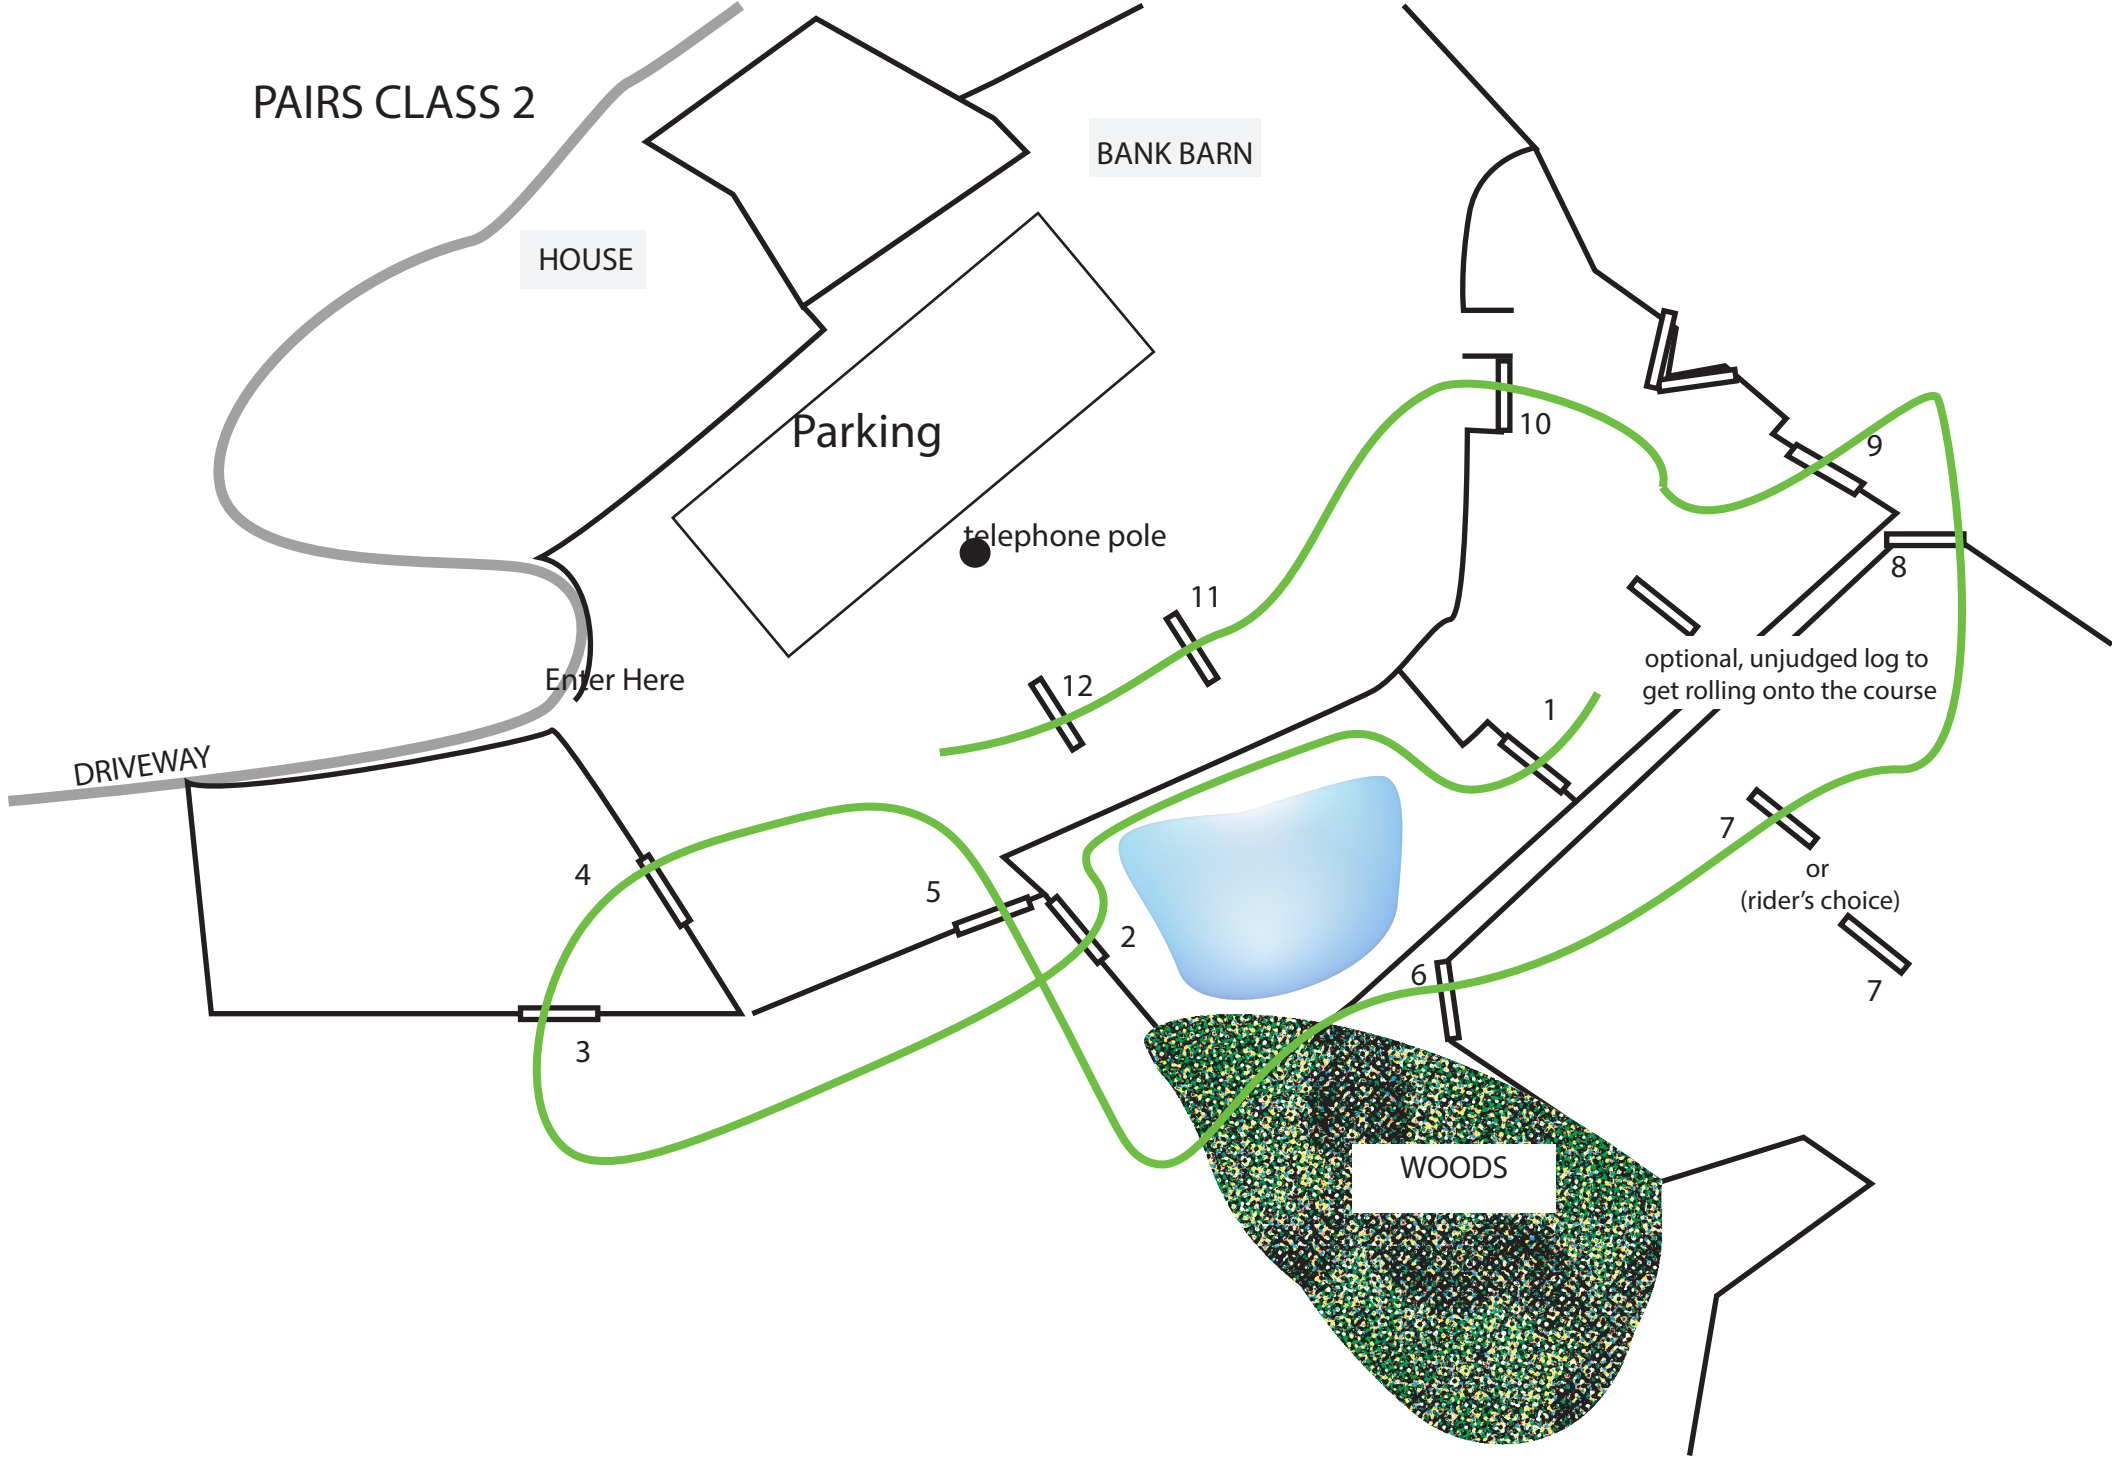 PAIRS CLASS 2
BANK BARN
HOUSE
Parking
10
9
telephone pole
8
11
optional, unjudged log to
get rolling onto the course
Enter Here
12
1
DRIVEWAY
7
or
(rider's choice)
4
5
2
6
7
3
WOODS